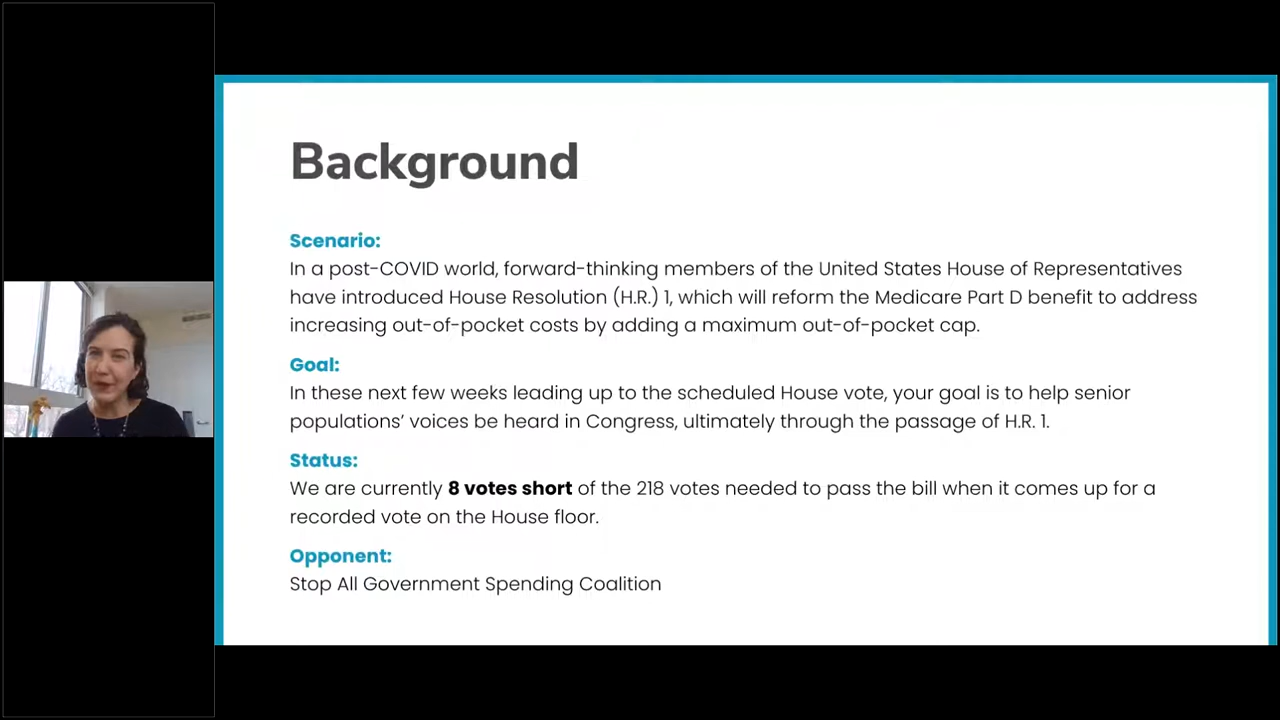 Background
Scenario:
In a post-COVID world, forward-thinking members of the United States House of Representatives
have introduced House Resolution (H.R.) 1, which will reform the Medicare Part D benefit to address
increasing out-of-pocket costs by adding a maximum out-of-pocket cap.
Goal:
In these next few weeks leading up to the scheduled House vote, your goal is to help senior
populations’ voices be heard in Congress, ultimately through the passage of H.R. 1.
Status:
We are currently 8 votes short of the 218 votes needed to pass the bill when it comes up for a
recorded vote on the House floor.
Opponent:
Stop All Government Spending Coalition